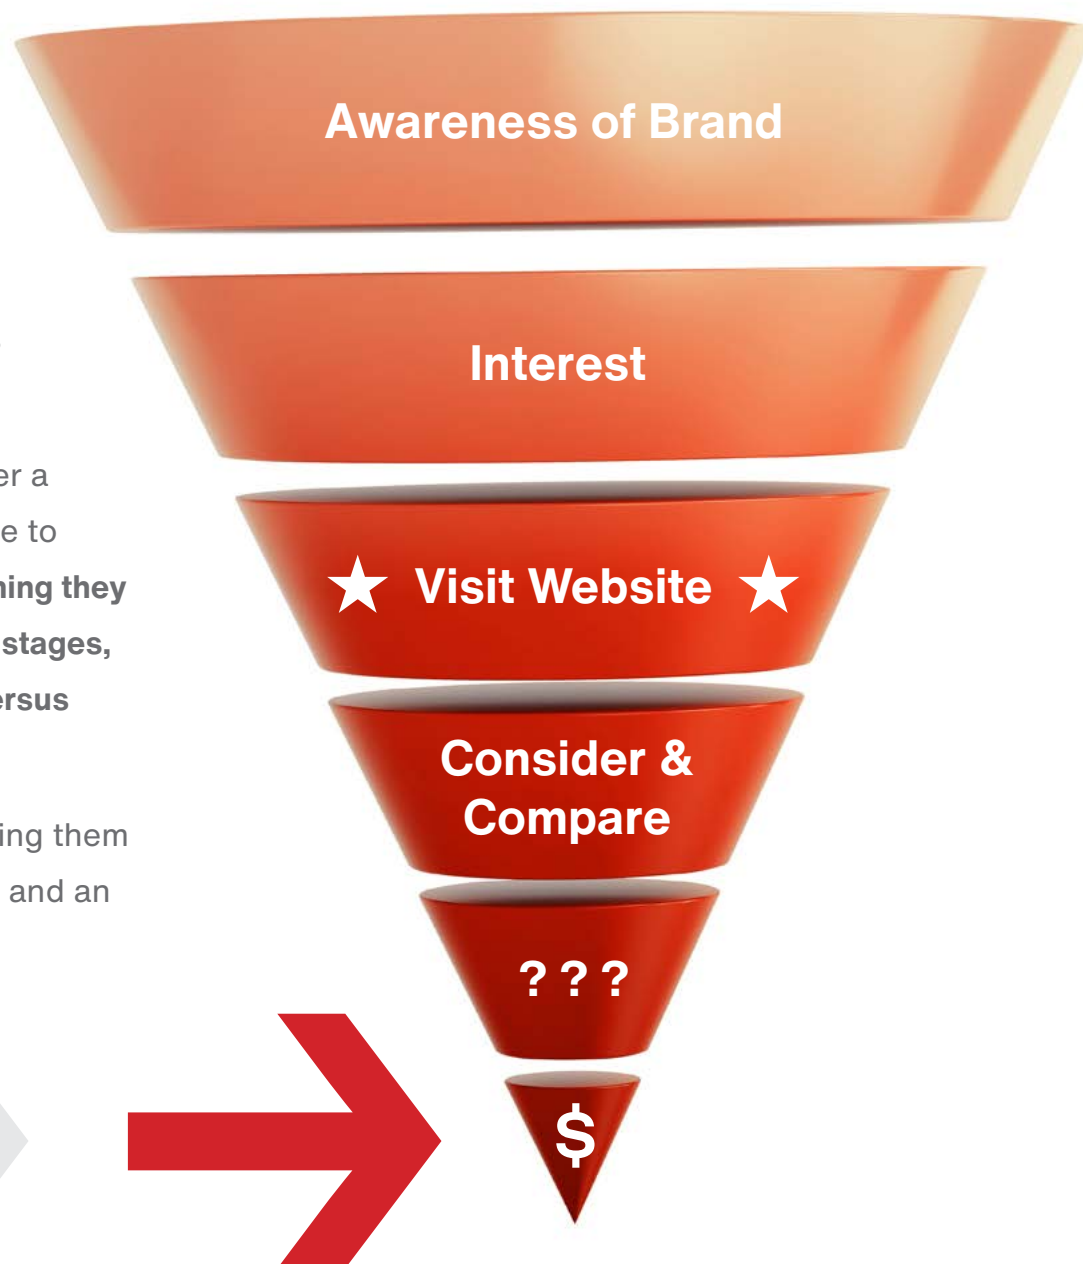 Awareness of Brand
Interest
er a
e to
ning they
stages,
ersus
ing them
and an
★ Visit Website ★
Consider &
Compare
? ? ?
$